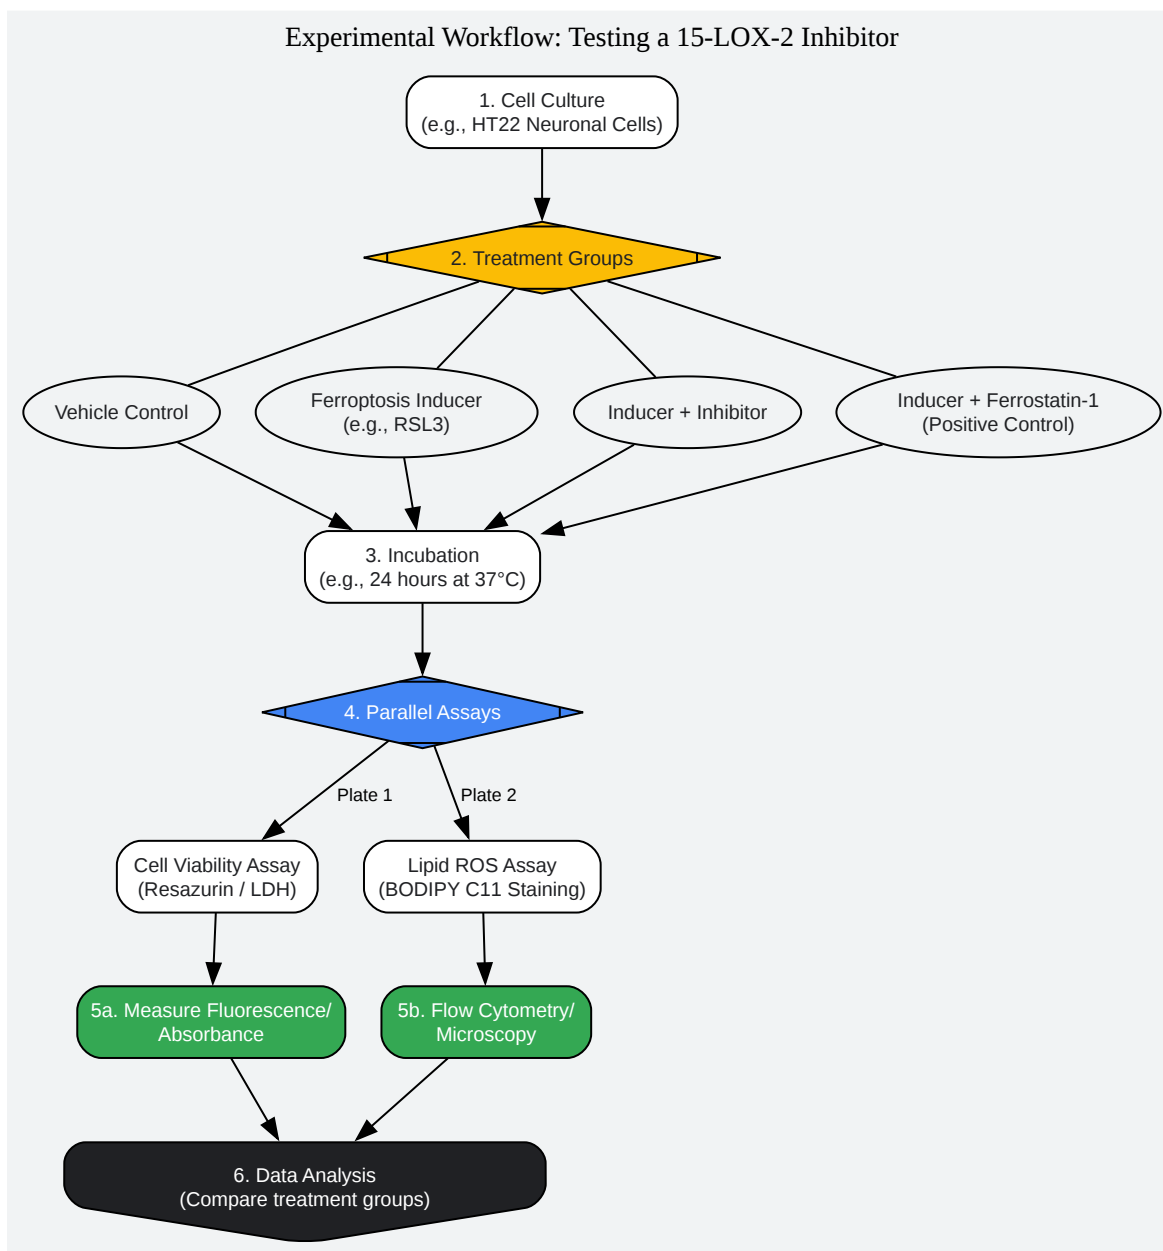 Experimental Workflow: Testing a 15-LOX-2 Inhibitor
1. Cell Culture
(e.g., HT22 Neuronal Cells)
2. Treatment Groups
Vehicle Control
Ferroptosis Inducer
(e.g., RSL3)
Inducer + Inhibitor
Inducer + Ferrostatin-1
(Positive Control)
3. Incubation
(e.g., 24 hours at 37°C)
4. Parallel Assays
Plate 1
Plate 2
Cell Viability Assay
(Resazurin / LDH)
Lipid ROS Assay
(BODIPY C11 Staining)
5a. Measure Fluorescence/
Absorbance
5b. Flow Cytometry/
Microscopy
6. Data Analysis
(Compare treatment groups)